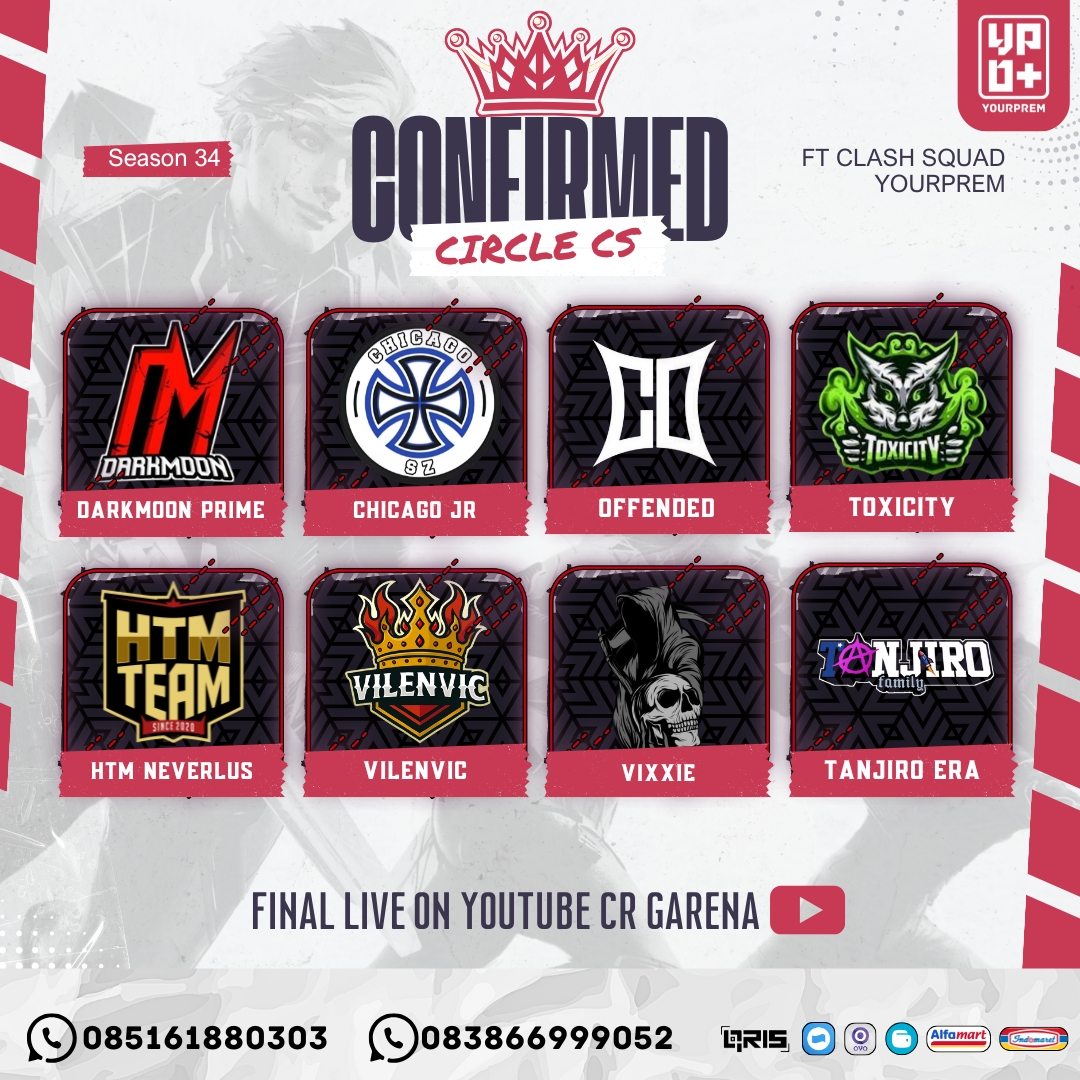 YP
D+
YOURPREM
CONFIRMED
CIRCLE CS
Season 34
FT CLASH SQUAD
YOURPREM
DARKMOON
DARKMOON PRIME
CHICAGO
SZ
CHICAGO JR
OFFENDED
TOXICITY
TOXICITY
HTM
TEAM
SINCE 2020
HTM NEVERLUS
VILENVIC
VILENVIC
VIXXIE
TANJIRO
family
TANJIRO ERA
FINAL LIVE ON YOUTUBE CR GARENA
085161880303
083866999052
QRIS
OVO
Alfamart
Indomaret